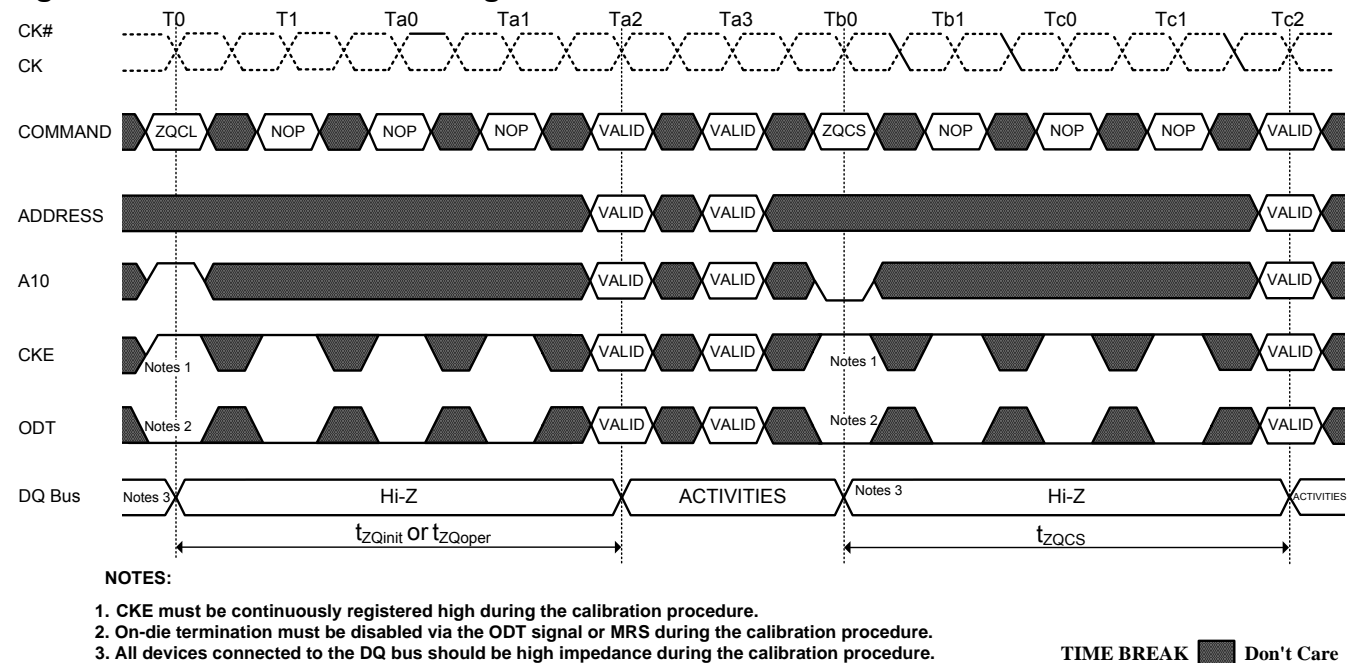 T0 T1 Ta0 Ta1 Ta2 Ta3 Tb0 Tb1 Tc0 Tc1 Tc2
CK#
CK
COMMAND ZQCL NOP NOP NOP VALID VALID ZQCS NOP NOP NOP VALID
ADDRESS VALID VALID VALID
A10 VALID VALID VALID
CKE Notes 1 VALID VALID Notes 1 VALID
ODT Notes 2 VALID VALID Notes 2 VALID
DQ Bus Notes 3 Hi-Z ACTIVITIES Notes 3 Hi-Z ACTIVITIES
tZQinit or tZQoper tZQCS
NOTES:
1. CKE must be continuously registered high during the calibration procedure.
2. On-die termination must be disabled via the ODT signal or MRS during the calibration procedure.
3. All devices connected to the DQ bus should be high impedance during the calibration procedure.
TIME BREAK Don't Care